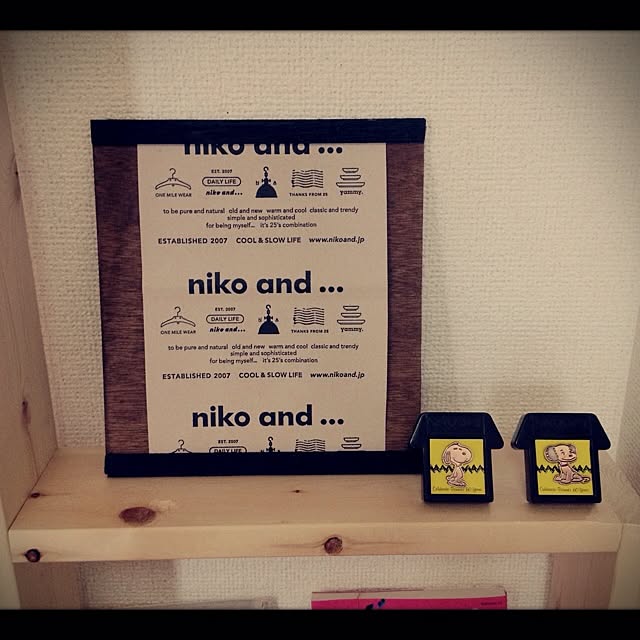 niko and ...
EST. 2007
DAILY LIFE
niko and...
N A
ONE MILE WEAR
THANKS FROM 25
yummy.
to be pure and natural old and new warm and cool classic and trendy
simple and sophisticated
for being myself... it's 25's combination
ESTABLISHED 2007 COOL & SLOW LIFE www.nikoand.jp
niko and ...
EST. 2007
DAILY LIFE
niko and...
ONE MILE WEAR
THANKS FROM 25
yummy.
to be pure and natural old and new warm and cool classic and trendy
simple and sophisticated
for being myself... it's 25's combination
ESTABLISHED 2007 COOL & SLOW LIFE www.nikoand.jp
niko and ...
EST. 2007
DAILY LIFE